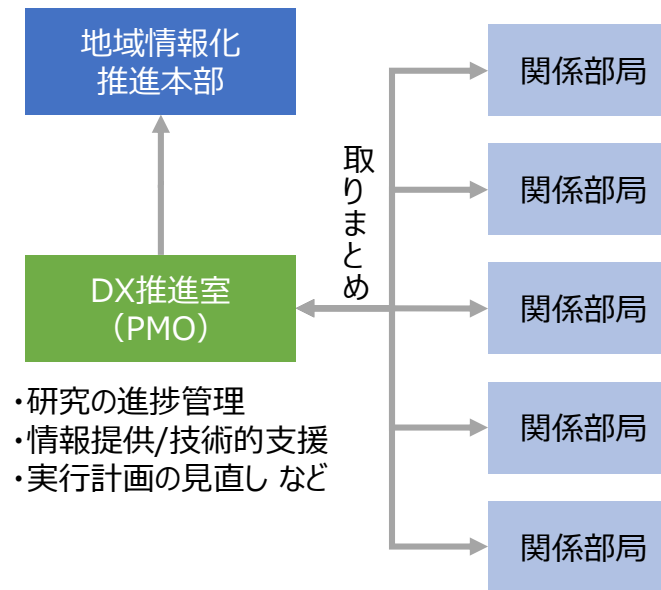 地域情報化
推進本部
DX推進室
（PMO）
・研究の進捗管理
・情報提供/技術的支援
・実行計画の見直し など
取りまとめ
関係部局
関係部局
関係部局
関係部局
関係部局